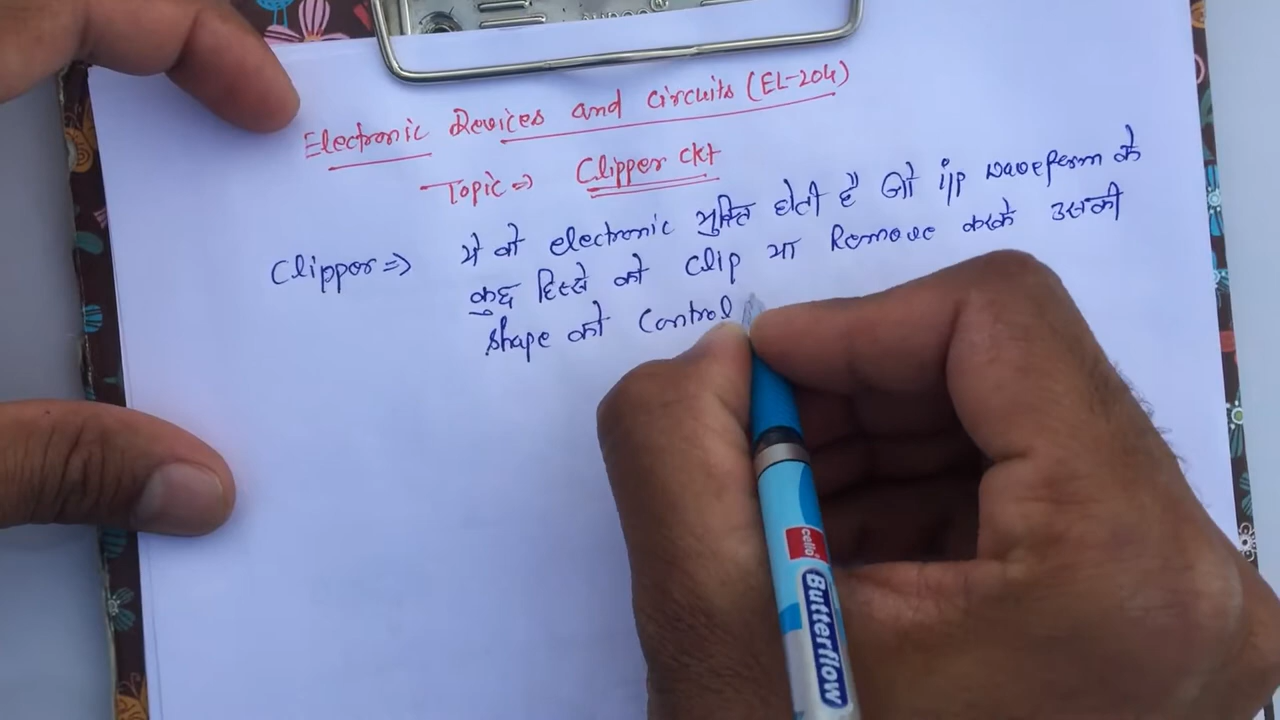 Electronic Devices and Circuits (EL-204)
Topic ⇒ Clipper ckt
Clipper ⇒ ये वो electronic युक्ति होती है जो i/p waveform के
कुछ हिस्से को clip या Remove करके उसकी
shape को Control
cello
Butterflow